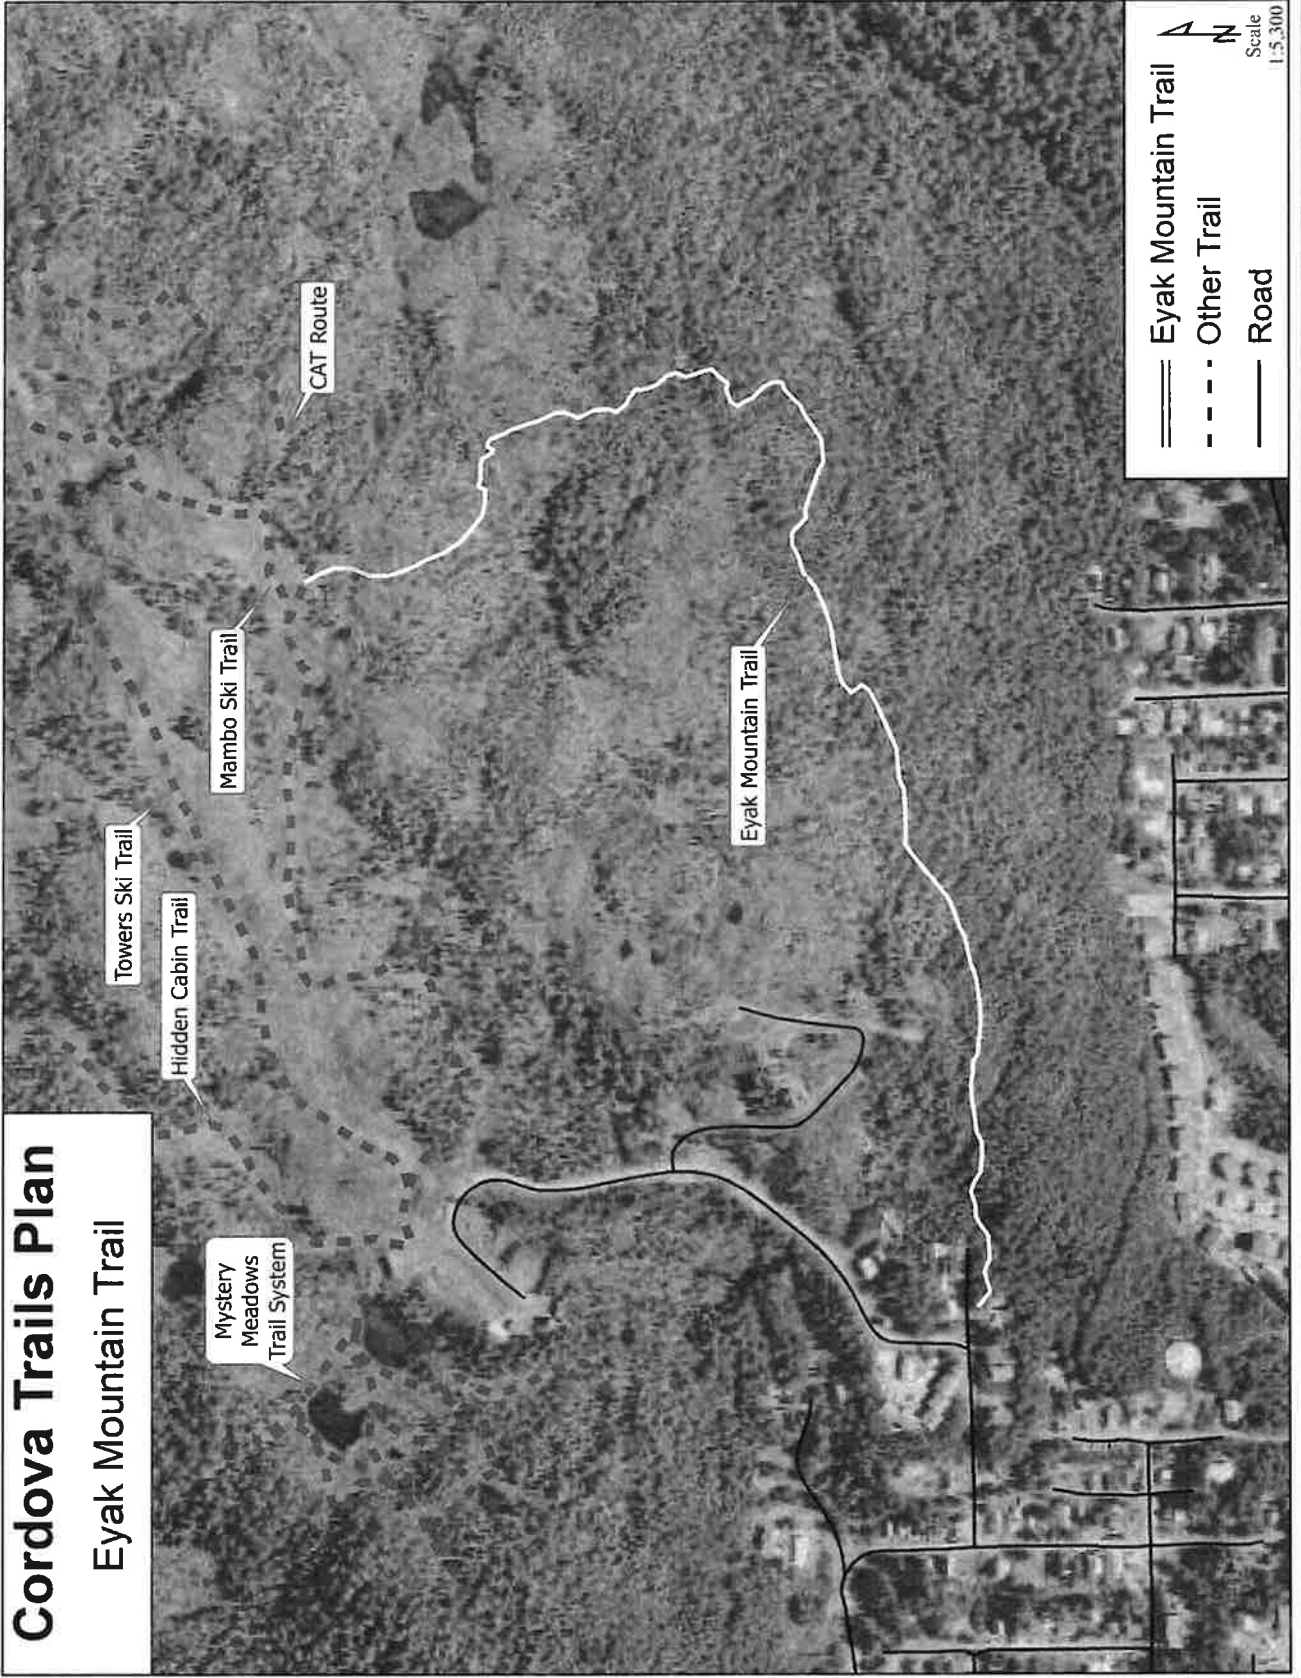 Cordova Trails Plan
Eyak Mountain Trail
Mystery
Meadows
Trail System
Hidden Cabin Trail
Towers Ski Trail
Mambo Ski Trail
CAT Route
Eyak Mountain Trail
Eyak Mountain Trail
Other Trail
Road
N
Scale
1:5,300